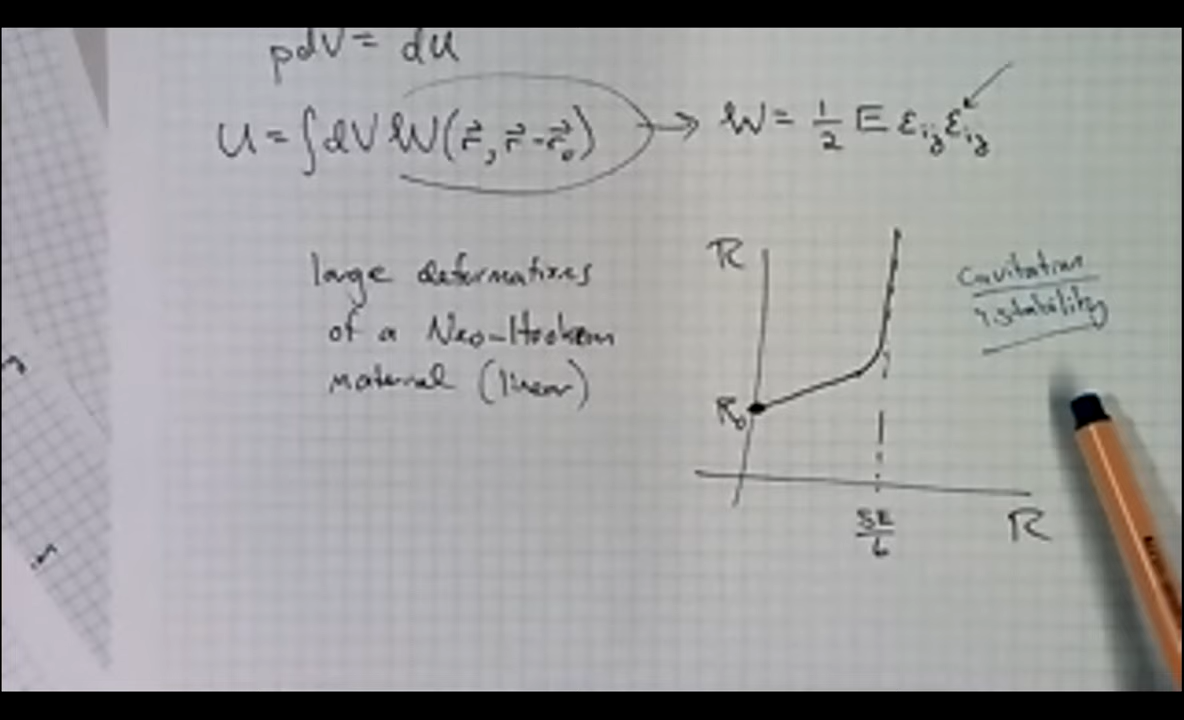 pdV = dU
U = ∫dV W(r⃗, r⃗-r⃗₀) → W = ½ E εᵢⱼ εᵢⱼ
large deformations
of a Neo-Hookean
material (linear)
R
R₀
5E/6
R
Cavitation
instability